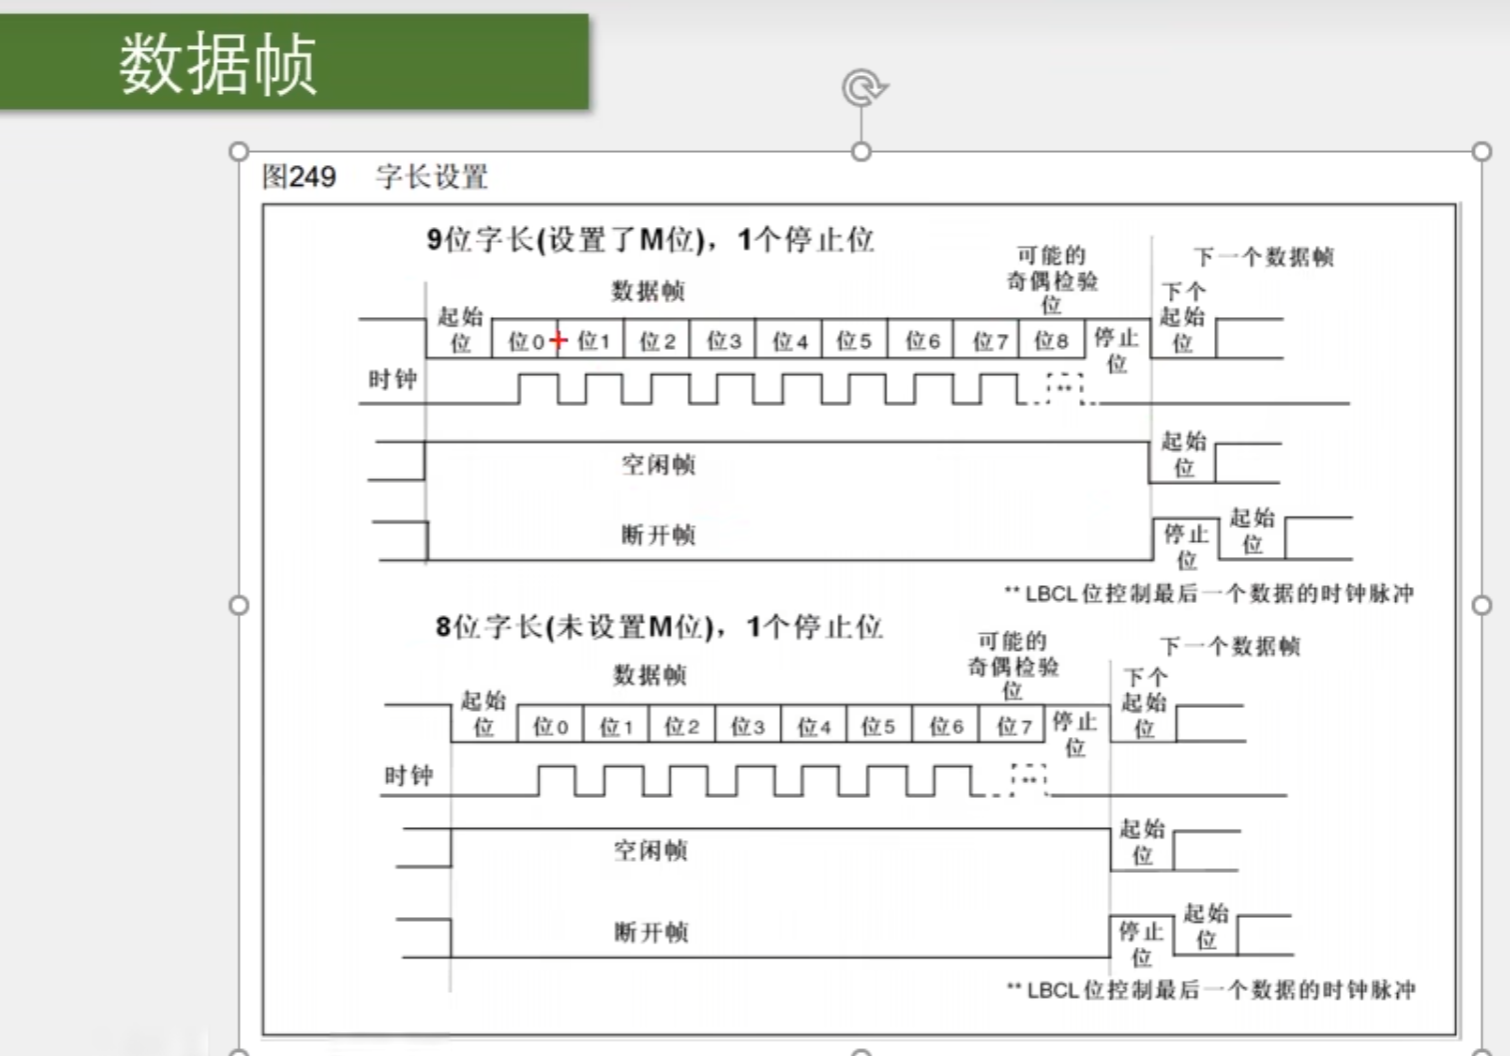 数据帧
图249 字长设置
9位字长(设置了M位)，1个停止位
可能的
奇偶检验
位
下一个数据帧
数据帧
下个
起始
位
起始
位
位0 位1 位2 位3 位4 位5 位6 位7 位8
停止
位
时钟
**
空闲帧
起始
位
断开帧
停止
位
起始
位
** LBCL位控制最后一个数据的时钟脉冲
8位字长(未设置M位)，1个停止位
可能的
奇偶检验
位
下一个数据帧
数据帧
下个
起始
位
起始
位
位0 位1 位2 位3 位4 位5 位6 位7
停止
位
时钟
**
空闲帧
起始
位
断开帧
停止
位
起始
位
** LBCL位控制最后一个数据的时钟脉冲